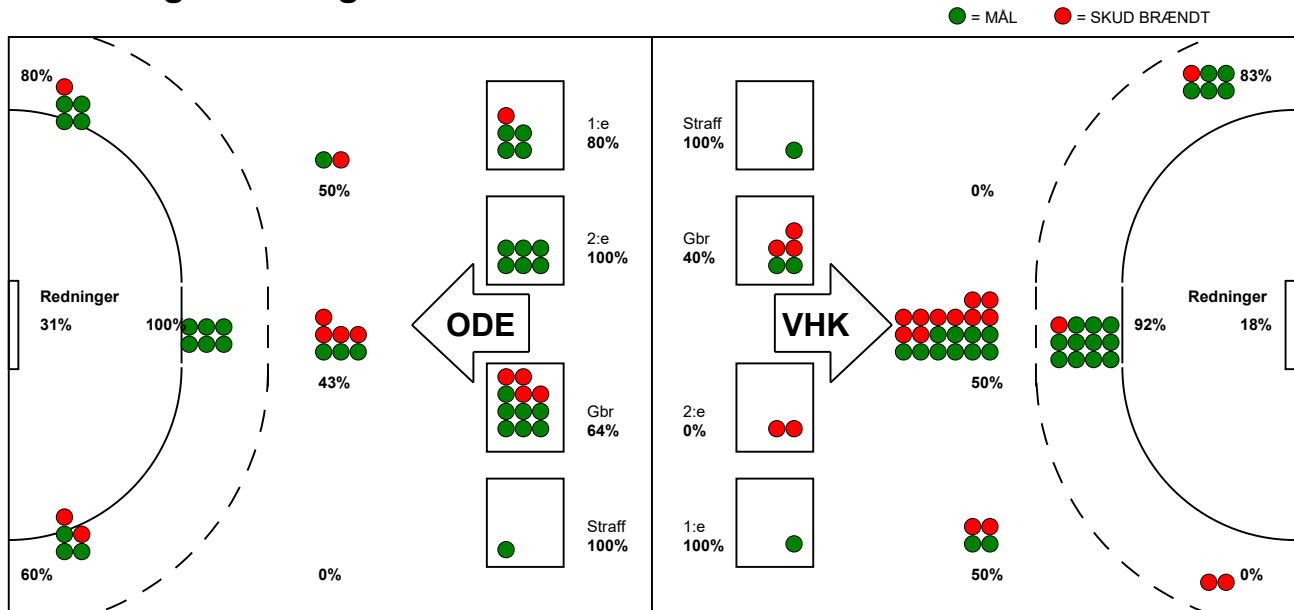 = MÅL
= SKUD BRÆNDT
80%
83%
1:e
80%
Straff
100%
50%
0%
2:e
100%
Gbr
40%
Redninger
31%
100%
ODE
VHK
92%
Redninger
18%
43%
50%
Gbr
64%
2:e
0%
Straff
100%
1:e
100%
60%
0%
50%
0%